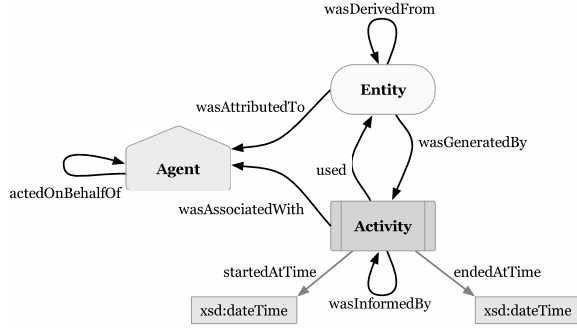 wasDerivedFrom
Entity
wasAttributedTo
wasGeneratedBy
used
Agent
actedOnBehalfOf
wasAssociatedWith
Activity
startedAtTime
endedAtTime
wasInformedBy
xsd:dateTime
xsd:dateTime